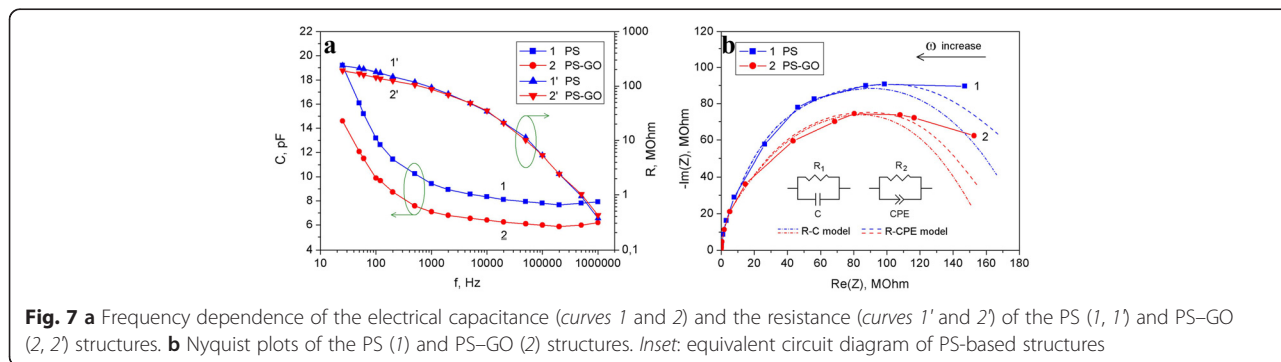 a
22
20
18
16
14
12
10
8
6
4
C, pF
10
100
1000
10000
100000
1000000
f, Hz
1000
100
10
1
0,1
R, MOhm
1 PS
2 PS-GO
1' PS
2' PS-GO
1'
2'
1
2
b
120
100
80
60
40
20
0
-Im(Z), MOhm
0
20
40
60
80
100
120
140
160
180
Re(Z), MOhm
1 PS
2 PS-GO
ω increase
1
2
R1
C
R2
CPE
R-C model
R-CPE model
Fig. 7 a Frequency dependence of the electrical capacitance (curves 1 and 2) and the resistance (curves 1' and 2') of the PS (1, 1') and PS–GO
(2, 2') structures. b Nyquist plots of the PS (1) and PS–GO (2) structures. Inset: equivalent circuit diagram of PS-based structures